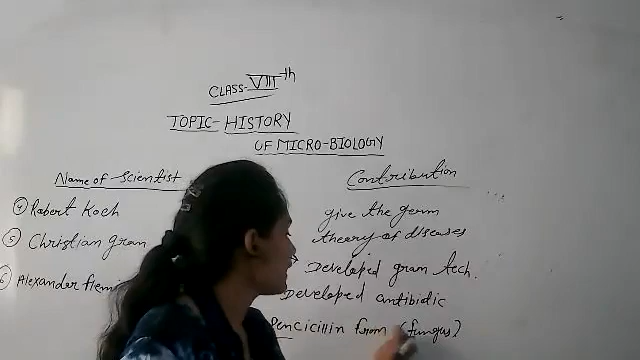 CLASS-VIIIth
TOPIC- HISTORY
OF MICRO-BIOLOGY
Name of Scientist Contribution
④ Robert Koch give the germ
theory of diseases
⑤ Christian gram Developed gram tech.
⑥ Alexander Flemi Developed antibidic
Pencicillin from (fungus)